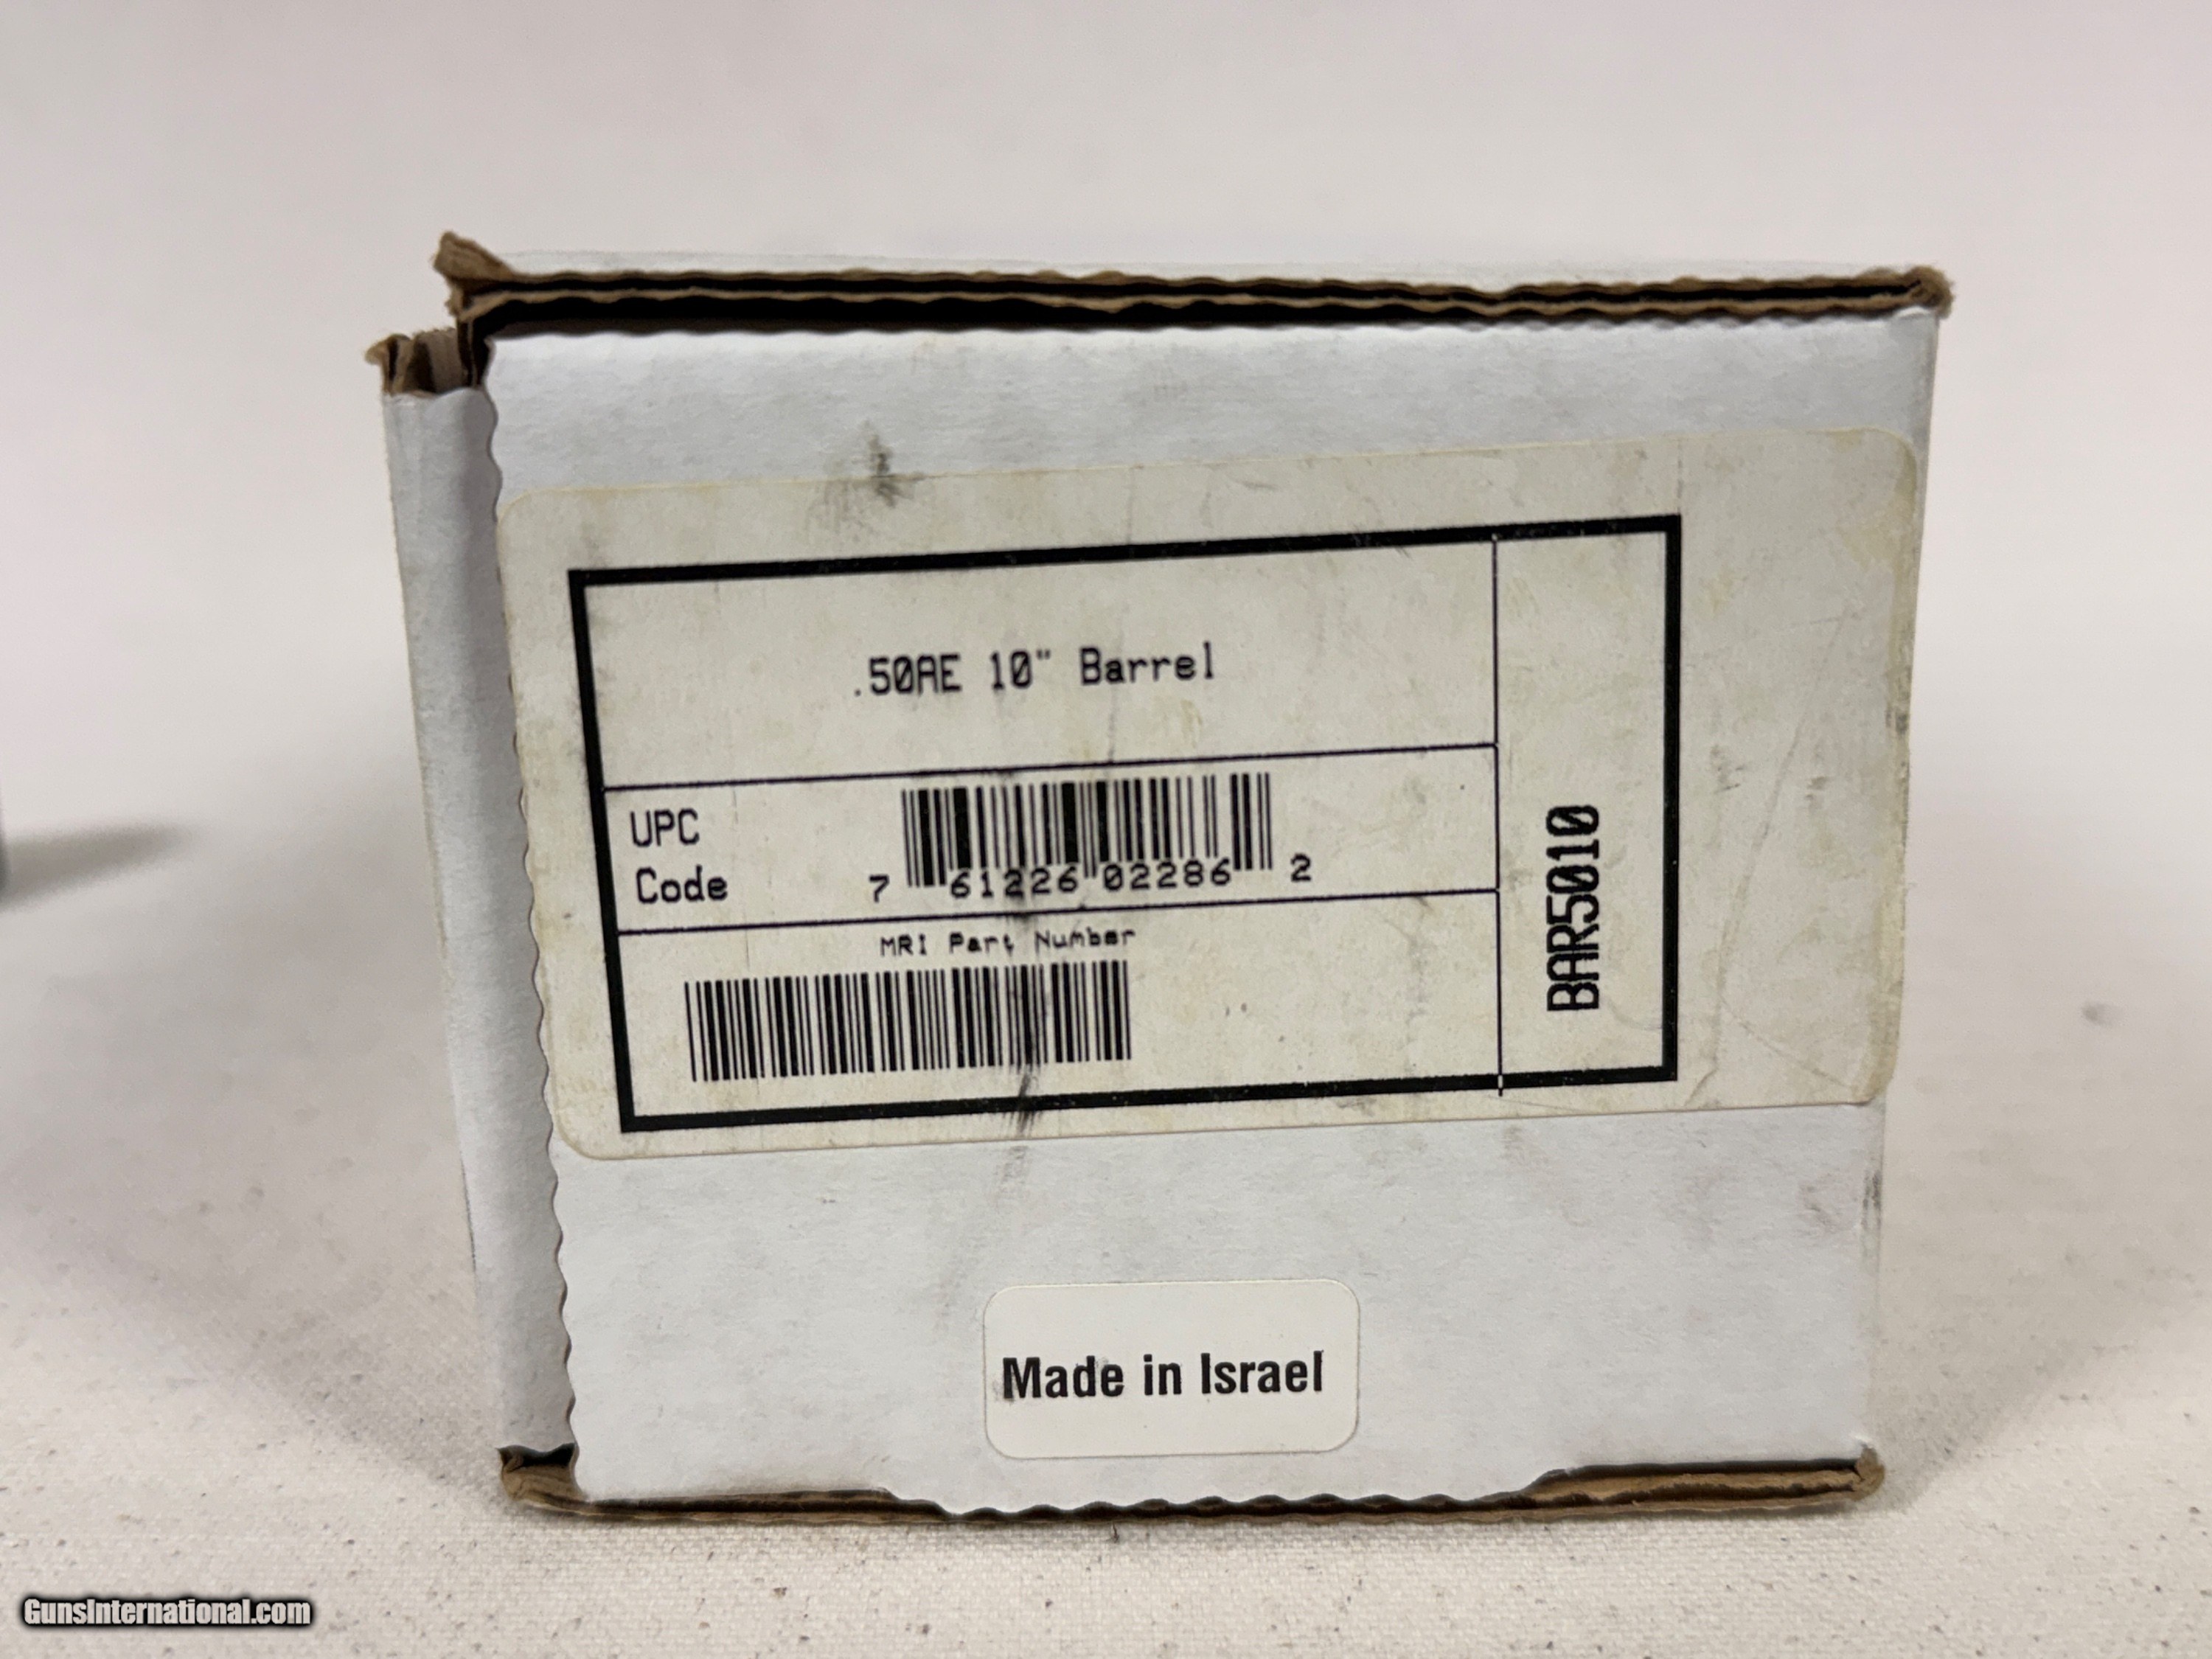 .50AE 10" Barrel
UPC
Code
7 61226 02286 2
MRI Part Number
BAR5010
Made in Israel
GunsInternational.com